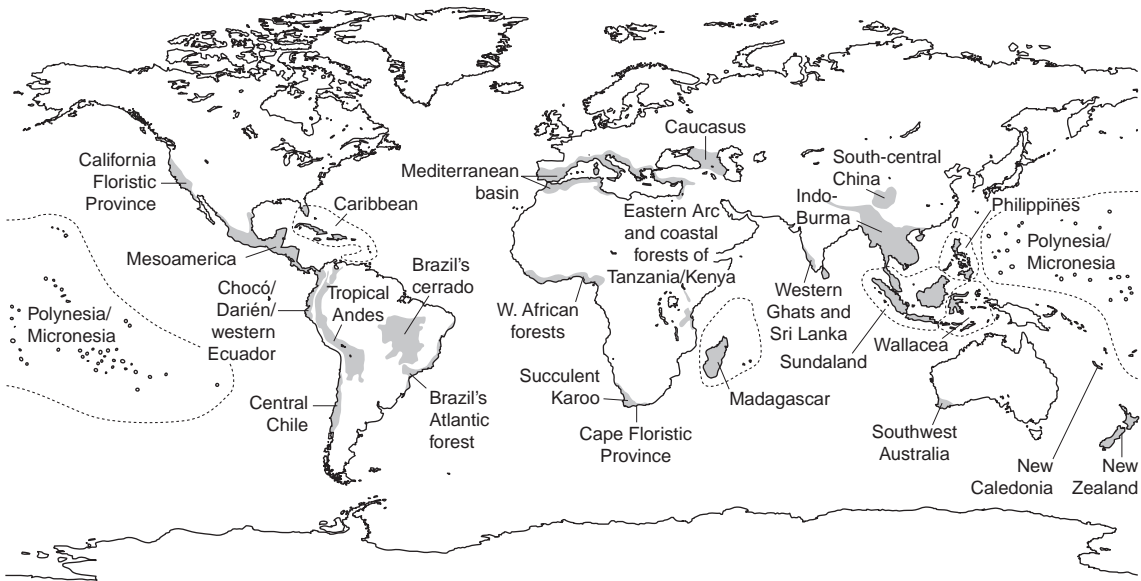 California
Floristic
Province
Caribbean
Mesoamerica
Chocó/
Darién/
western
Ecuador
Tropical
Andes
Brazil's
cerrado
Polynesia/
Micronesia
Central
Chile
Brazil's
Atlantic
forest
Mediterranean
basin
Caucasus
Eastern Arc
and coastal
forests of
Tanzania/Kenya
W. African
forests
Succulent
Karoo
Cape Floristic
Province
Madagascar
South-central
China
Indo-
Burma
Philippines
Polynesia/
Micronesia
Western
Ghats and
Sri Lanka
Sundaland
Wallacea
Southwest
Australia
New
Caledonia
New
Zealand